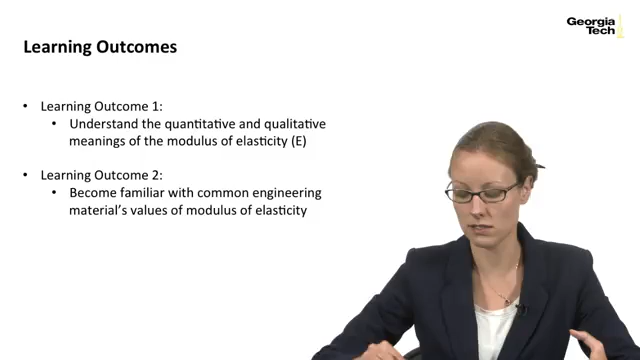 Georgia
Tech
Learning Outcomes
• Learning Outcome 1:
• Understand the quantitative and qualitative
meanings of the modulus of elasticity (E)
• Learning Outcome 2:
• Become familiar with common engineering
material's values of modulus of elasticity